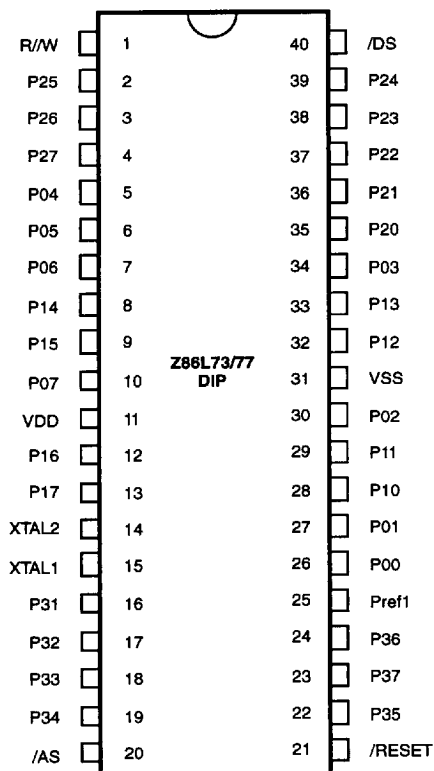 R//W 1 40 /DS
P25 2 39 P24
P26 3 38 P23
P27 4 37 P22
P04 5 36 P21
P05 6 35 P20
P06 7 34 P03
P14 8 33 P13
P15 9 32 P12
Z86L73/77
DIP
P07 10 31 VSS
VDD 11 30 P02
P16 12 29 P11
P17 13 28 P10
XTAL2 14 27 P01
XTAL1 15 26 P00
P31 16 25 Pref1
P32 17 24 P36
P33 18 23 P37
P34 19 22 P35
/AS 20 21 /RESET